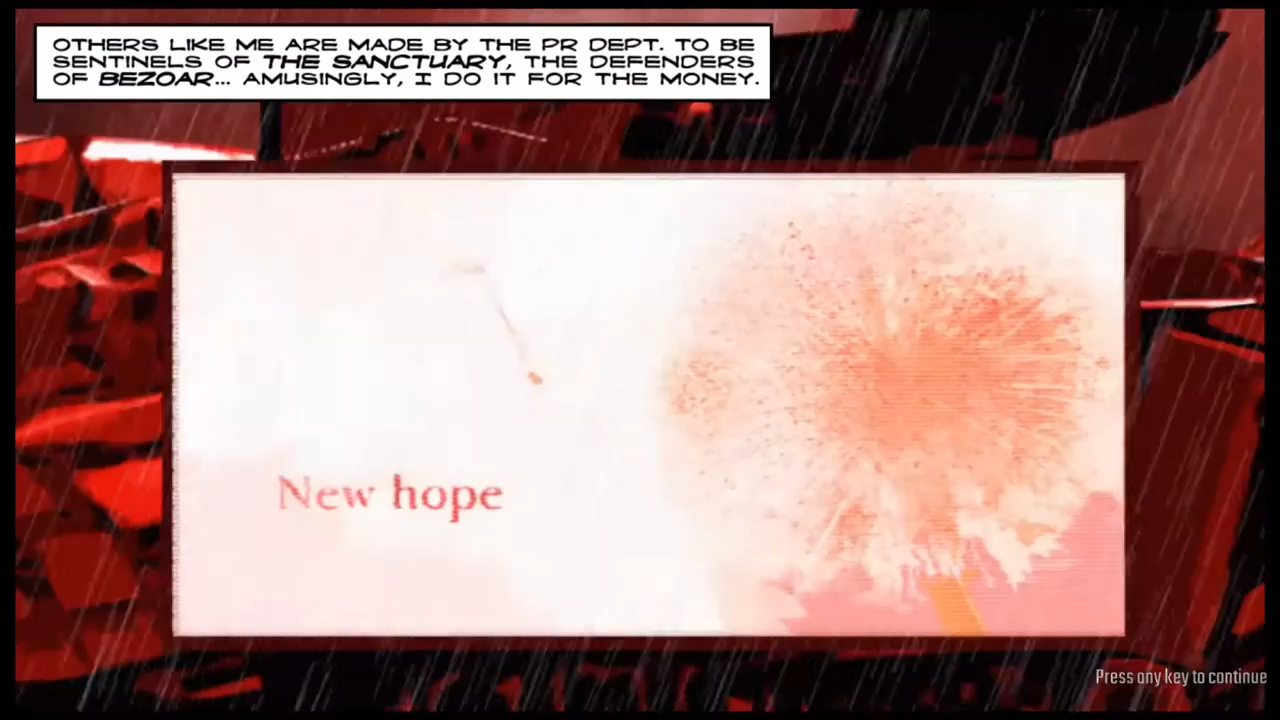 OTHERS LIKE ME ARE MADE BY THE PR DEPT. TO BE
SENTINELS OF THE SANCTUARY, THE DEFENDERS
OF BEZOAR... AMUSINGLY, I DO IT FOR THE MONEY.
New hope
Press any key to continue